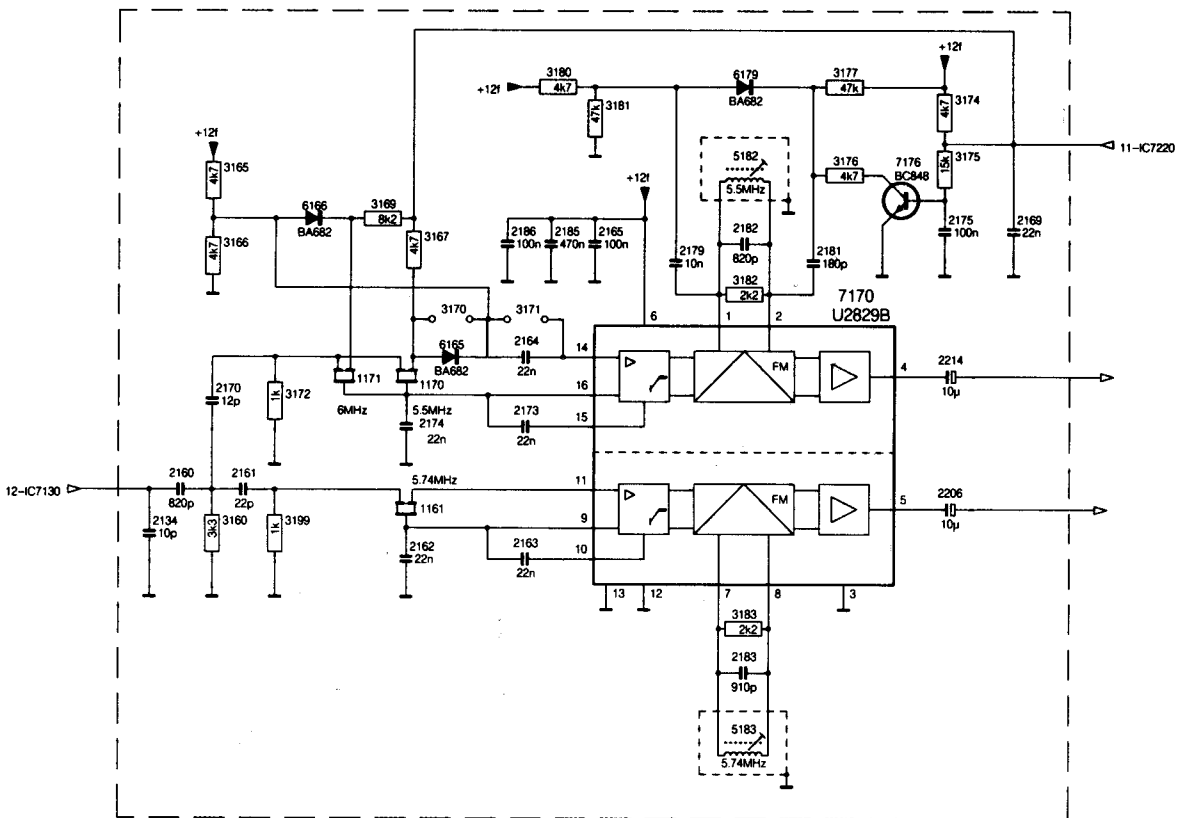 +12f
3180
4k7
+12f
3181
47k
6179
BA682
3177
47k
3174
4k7
11-IC7220
3175
15k
3176
4k7
7176
BC848
2175
100n
2169
22n
+12f
3165
4k7
3166
4k7
6166
BA682
3169
8k2
3167
4k7
5182
5.5MHz
+12f
2186
100n
2185
470n
2165
100n
2179
10n
2182
820p
3182
2k2
2181
180p
7170
U2829B
3170
3171
6165
BA682
2164
22n
6
1
2
14
16
15
FM
4
2214
10µ
2170
12p
3172
1k
1171
6MHz
1170
5.5MHz
2174
22n
2173
22n
12-IC7130
2160
820p
2161
22p
2134
10p
3160
3k3
3199
1k
5.74MHz
1161
2162
22n
2163
22n
11
9
10
FM
5
2206
10µ
13
12
7
8
3
3183
2k2
2183
910p
5183
5.74MHz